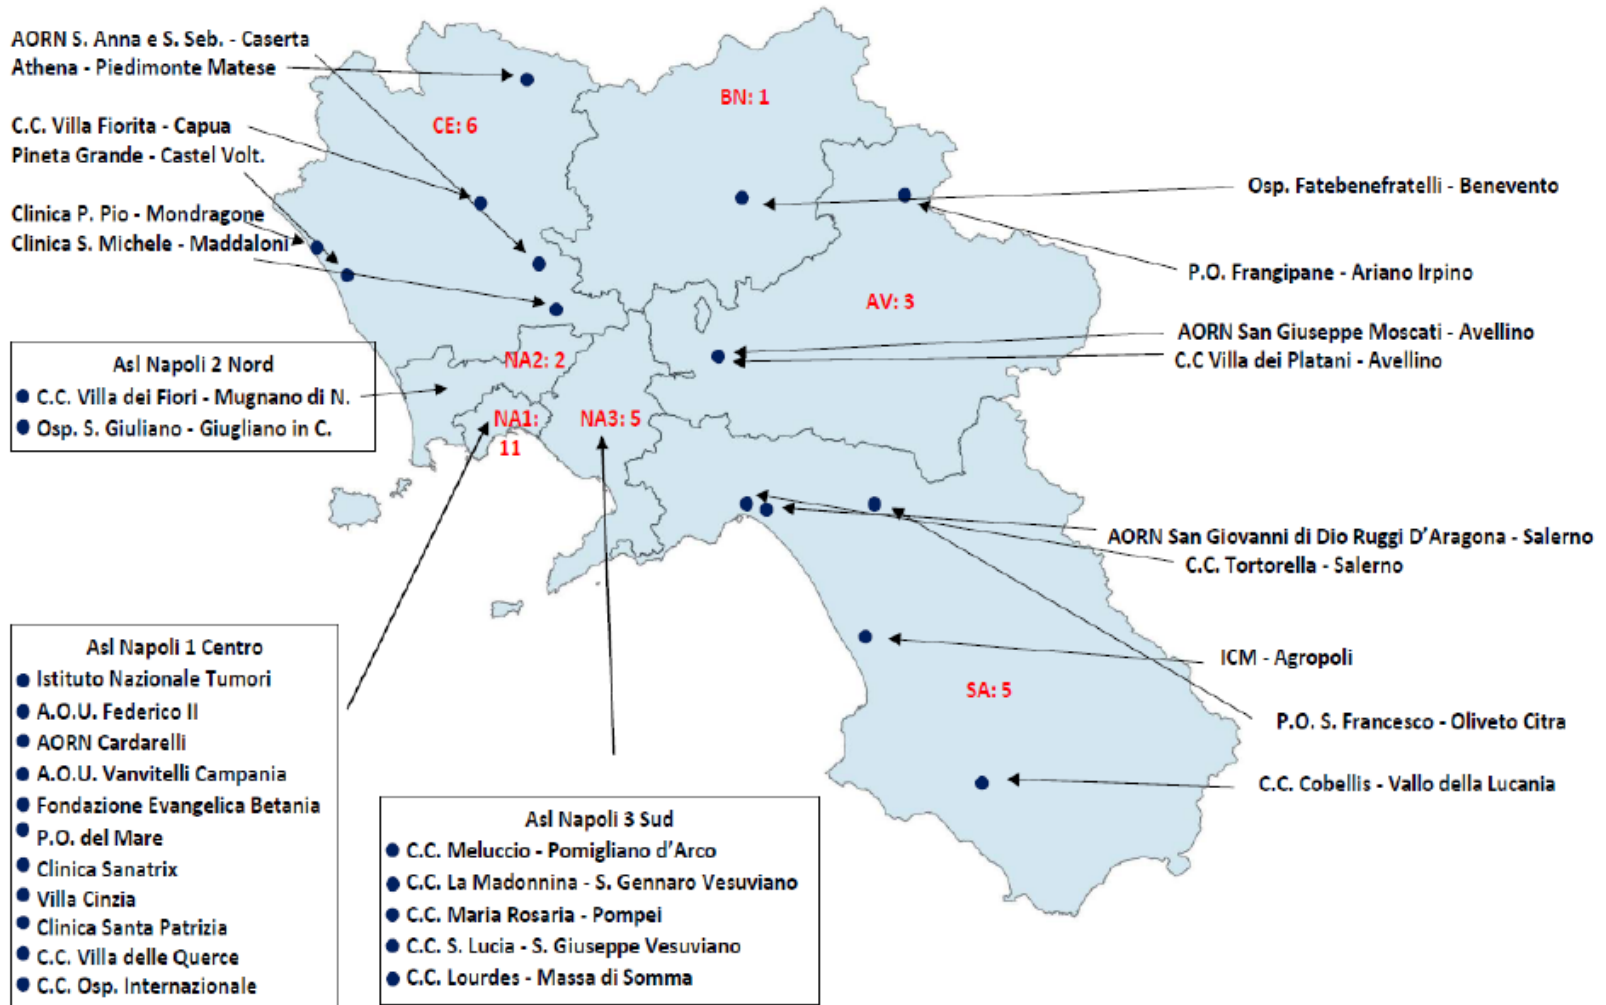 AORN S. Anna e S. Seb. - Caserta
Athena - Piedimonte Matese
C.C. Villa Fiorita - Capua
Pineta Grande - Castel Volt.
Clinica P. Pio - Mondragone
Clinica S. Michele - Maddaloni
CE: 6
BN: 1
AV: 3
NA2: 2
NA1:
11
NA3: 5
SA: 5
Osp. Fatebenefratelli - Benevento
P.O. Frangipane - Ariano Irpino
AORN San Giuseppe Moscati - Avellino
C.C Villa dei Platani - Avellino
AORN San Giovanni di Dio Ruggi D'Aragona - Salerno
C.C. Tortorella - Salerno
ICM - Agropoli
P.O. S. Francesco - Oliveto Citra
C.C. Cobellis - Vallo della Lucania
Asl Napoli 2 Nord
C.C. Villa dei Fiori - Mugnano di N.
Osp. S. Giuliano - Giugliano in C.
Asl Napoli 1 Centro
Istituto Nazionale Tumori
A.O.U. Federico II
AORN Cardarelli
A.O.U. Vanvitelli Campania
Fondazione Evangelica Betania
P.O. del Mare
Clinica Sanatrix
Villa Cinzia
Clinica Santa Patrizia
C.C. Villa delle Querce
C.C. Osp. Internazionale
Asl Napoli 3 Sud
C.C. Meluccio - Pomigliano d'Arco
C.C. La Madonnina - S. Gennaro Vesuviano
C.C. Maria Rosaria - Pompei
C.C. S. Lucia - S. Giuseppe Vesuviano
C.C. Lourdes - Massa di Somma